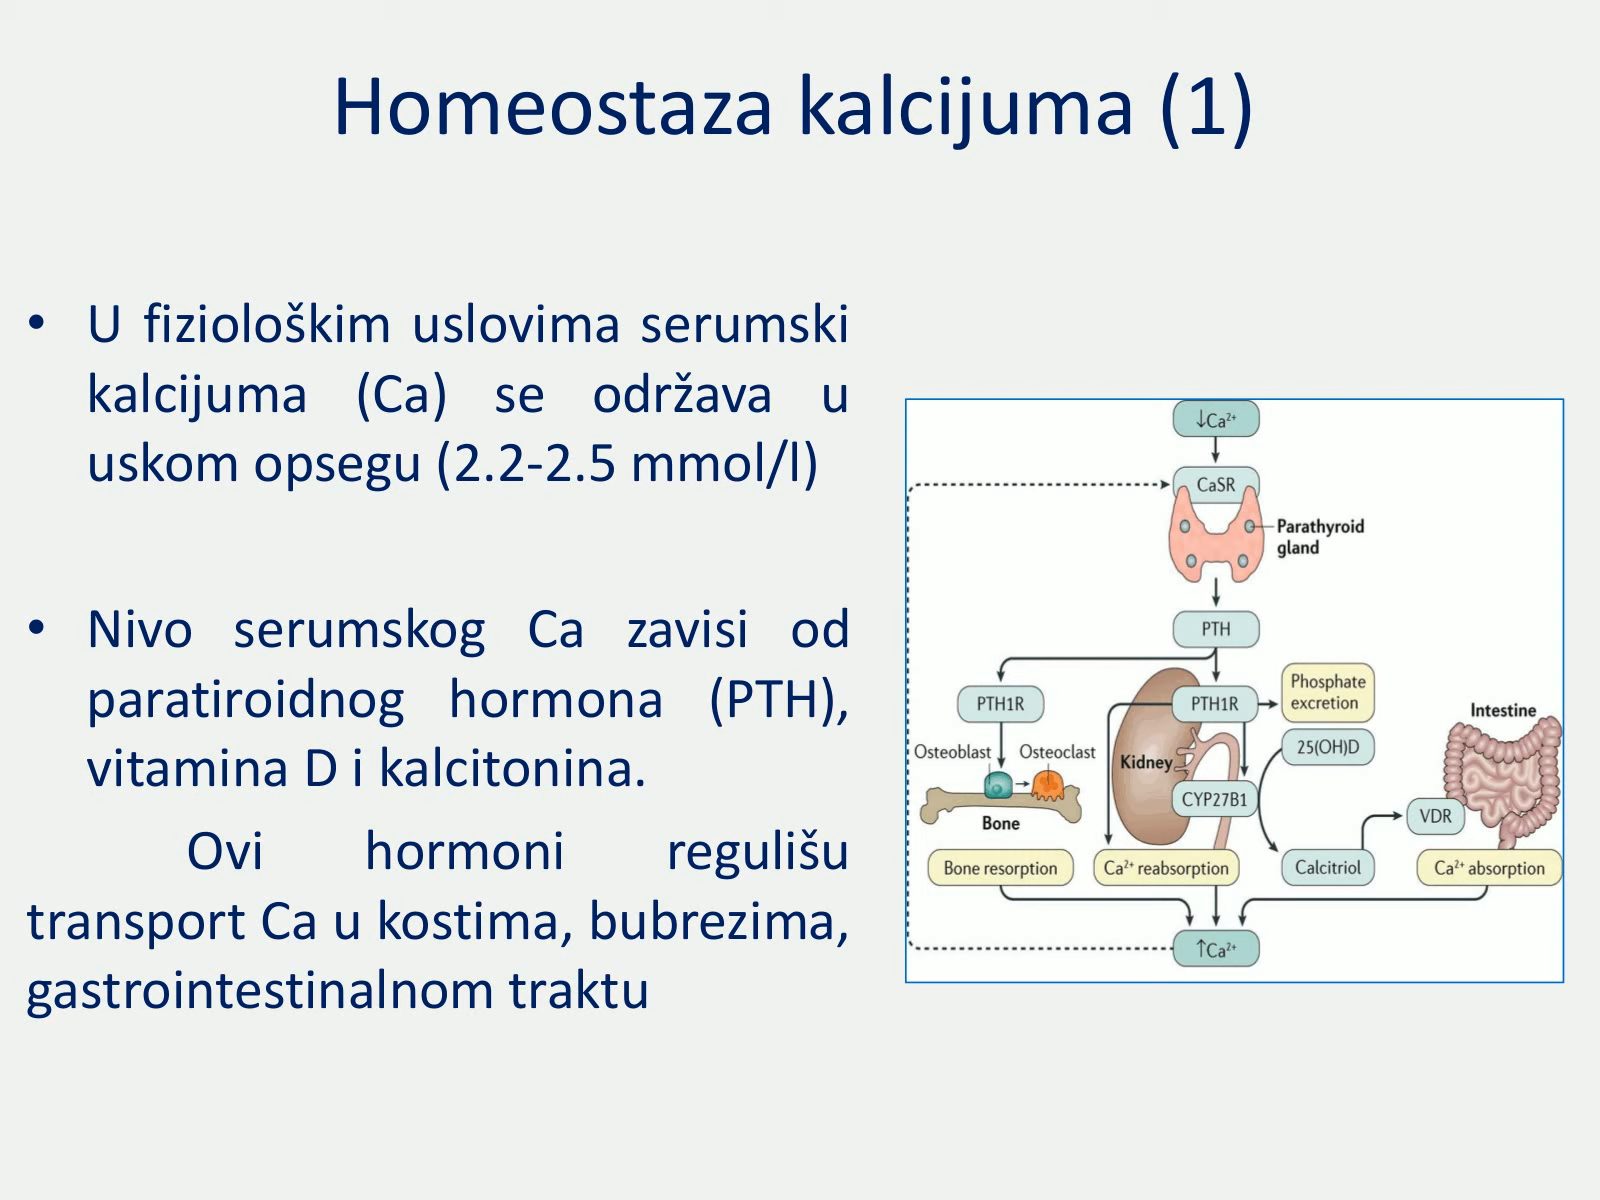 Homeostaza kalcijuma (1)
• U fiziološkim uslovima serumski
kalcijuma (Ca) se održava u
uskom opsegu (2.2-2.5 mmol/l)
• Nivo serumskog Ca zavisi od
paratiroidnog hormona (PTH),
vitamina D i kalcitonina.
Ovi hormoni regulišu
transport Ca u kostima, bubrezima,
gastrointestinalnom traktu
↓Ca²⁺
CaSR
Parathyroid
gland
PTH
PTH1R
PTH1R
Phosphate
excretion
Intestine
25(OH)D
Osteoblast
Osteoclast
Kidney
CYP27B1
VDR
Bone
Bone resorption
Ca²⁺ reabsorption
Calcitriol
Ca²⁺ absorption
↑Ca²⁺